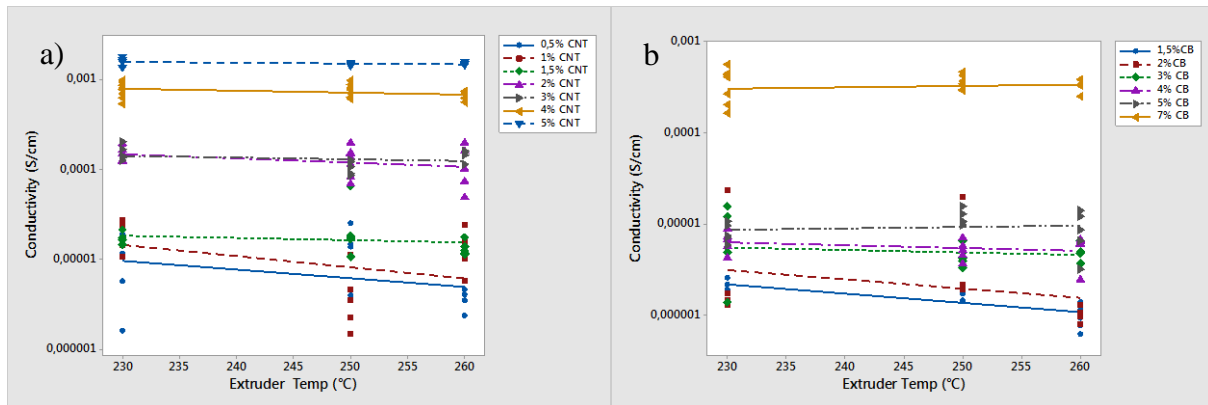 a)
Conductivity (S/cm)
0,001
0,0001
0,00001
0,000001
230 235 240 245 250 255 260
Extruder Temp (°C)
0,5% CNT
1% CNT
1,5% CNT
2% CNT
3% CNT
4% CNT
5% CNT
b
Conductivity (S/cm)
0,001
0,0001
0,00001
0,000001
230 235 240 245 250 255 260
Extruder Temp (°C)
1,5%CB
2%CB
3% CB
4% CB
5% CB
7% CB